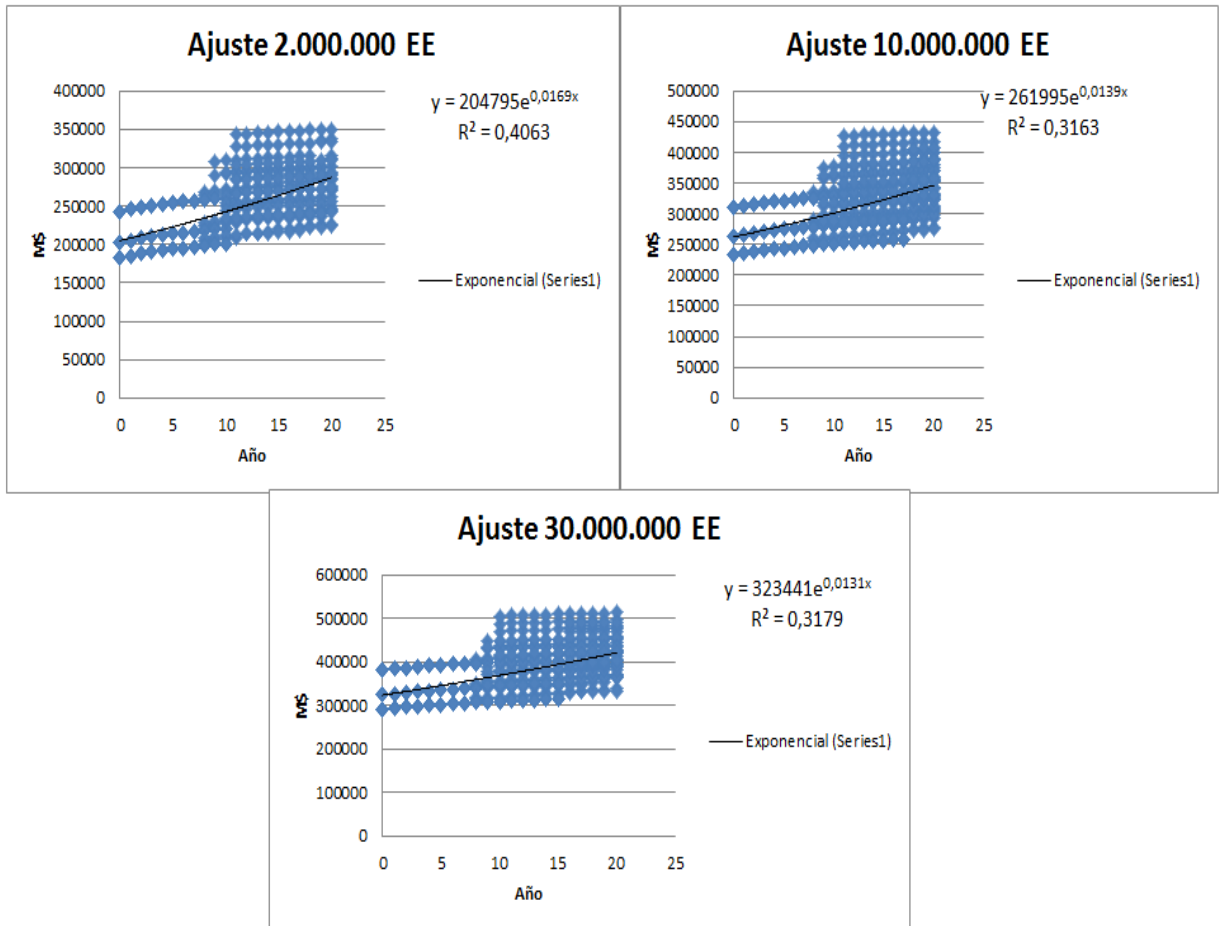 Ajuste 2.000.000 EE
400000
350000
300000
250000
200000
150000
100000
50000
0
M$
0 5 10 15 20 25
Año
y = 204795e^0,0169x
R² = 0,4063
Exponencial (Series1)
Ajuste 10.000.000 EE
500000
450000
400000
350000
300000
250000
200000
150000
100000
50000
0
M$
0 5 10 15 20 25
Año
y = 261995e^0,0139x
R² = 0,3163
Exponencial (Series1)
Ajuste 30.000.000 EE
600000
500000
400000
300000
200000
100000
0
M$
0 5 10 15 20 25
Año
y = 323441e^0,0131x
R² = 0,3179
Exponencial (Series1)